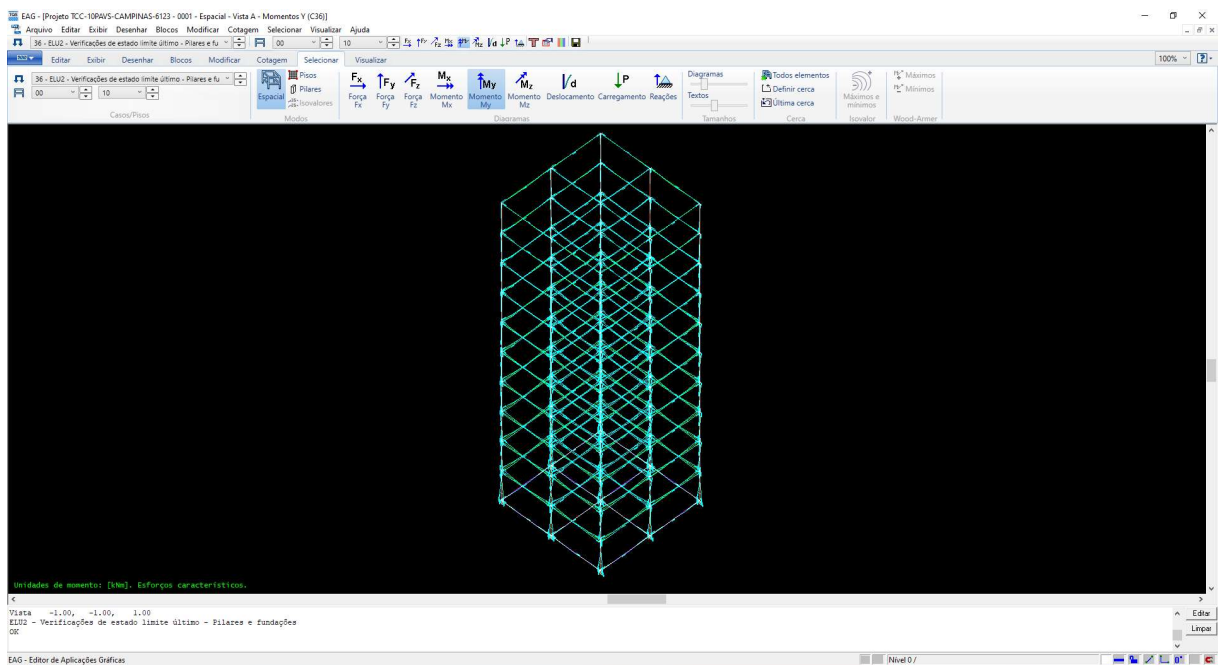 EAG - [Projeto TCC-10PAVS-CAMPINAS-6123 - 0001 - Espacial - Vista A - Momentos Y (C36)]
Arquivo Editar Exibir Desenhar Blocos Modificar Cotagem Selecionar Visualizar Ajuda
36 - ELU2 - Verificações de estado limite último - Pilares e fu 00 10
Editar Exibir Desenhar Blocos Modificar Cotagem Selecionar Visualizar 100%
36 - ELU2 - Verificações de estado limite último - Pilares e fu
00 10
Casos/Pisos
Espacial
Pisos
Pilares
Isovalores
Modos
Fx Fy Fz Mx My Mz d P
Força Força Força Momento Momento Momento Deslocamento Carregamento Reações
Fx Fy Fz Mx My Mz
Diagramas
Diagramas
Textos
Tamanhos
Todos elementos
Definir cerca
Última cerca
Cerca
Máximos e
mínimos
Isovalor
Máximos
Mínimos
Wood-Armer
Unidades de momento: [kNm]. Esforços característicos.
Vista -1.00, -1.00, 1.00
ELU2 - Verificações de estado limite último - Pilares e fundações
OK
Editar
Limpar
EAG - Editor de Aplicações Gráficas
Nível 0 /